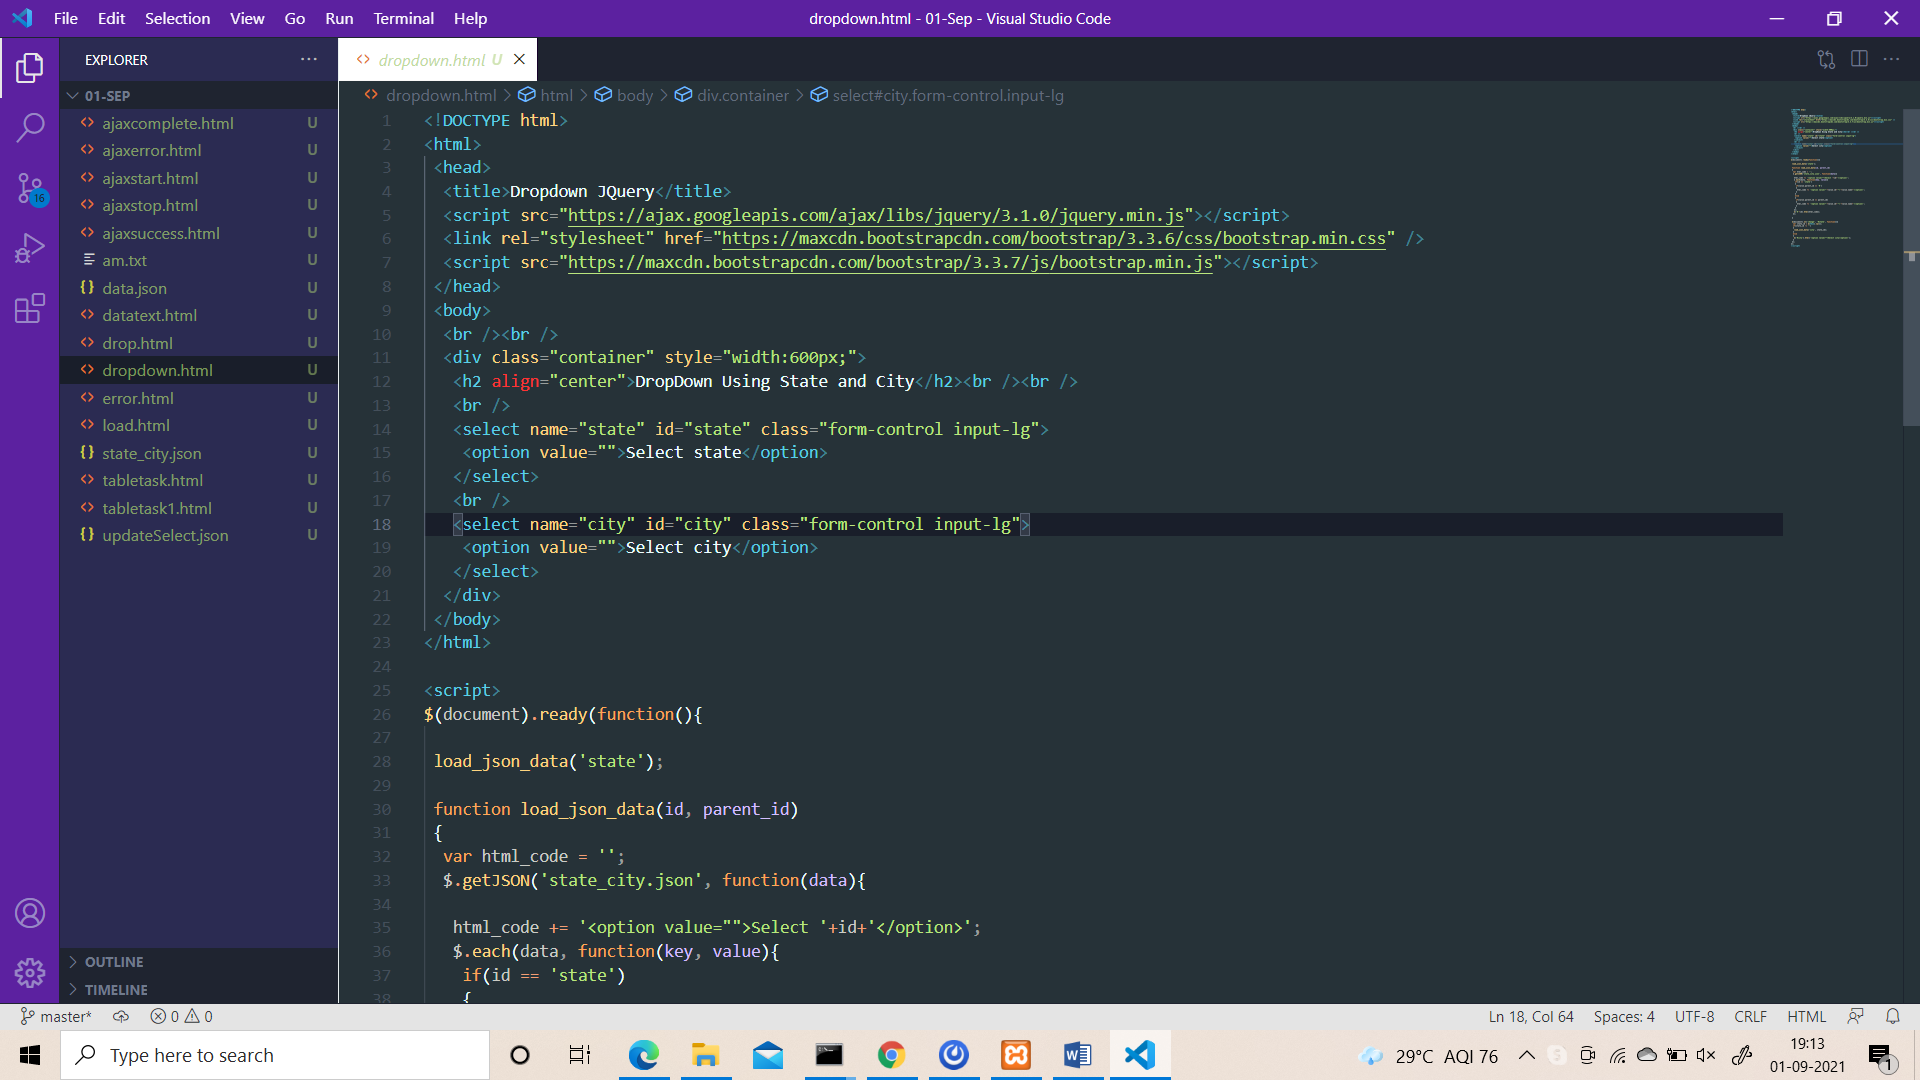 File Edit Selection View Go Run Terminal Help
dropdown.html - 01-Sep - Visual Studio Code
EXPLORER
dropdown.html U
01-SEP
ajaxcomplete.html U
ajaxerror.html U
ajaxstart.html U
ajaxstop.html U
ajaxsuccess.html U
am.txt U
data.json U
datatext.html U
drop.html U
dropdown.html U
error.html U
load.html U
state_city.json U
tabletask.html U
tabletask1.html U
updateSelect.json U
OUTLINE
TIMELINE
16
dropdown.html > html > body > div.container > select#city.form-control.input-lg
1 <!DOCTYPE html>
2 <html>
3 <head>
4 <title>Dropdown JQuery</title>
5 <script src="https://ajax.googleapis.com/ajax/libs/jquery/3.1.0/jquery.min.js"></script>
6 <link rel="stylesheet" href="https://maxcdn.bootstrapcdn.com/bootstrap/3.3.6/css/bootstrap.min.css" />
7 <script src="https://maxcdn.bootstrapcdn.com/bootstrap/3.3.7/js/bootstrap.min.js"></script>
8 </head>
9 <body>
10 <br /><br />
11 <div class="container" style="width:600px;">
12 <h2 align="center">DropDown Using State and City</h2><br /><br />
13 <br />
14 <select name="state" id="state" class="form-control input-lg">
15 <option value="">Select state</option>
16 </select>
17 <br />
18 <select name="city" id="city" class="form-control input-lg">
19 <option value="">Select city</option>
20 </select>
21 </div>
22 </body>
23 </html>
24
25 <script>
26 $(document).ready(function(){
27
28 load_json_data('state');
29
30 function load_json_data(id, parent_id)
31 {
32 var html_code = '';
33 $.getJSON('state_city.json', function(data){
34
35 html_code += '<option value="">Select '+id+'</option>';
36 $.each(data, function(key, value){
37 if(id == 'state')
38 {
master* 0 0
Ln 18, Col 64 Spaces: 4 UTF-8 CRLF HTML
Type here to search
29°C AQI 76
19:13
01-09-2021
1